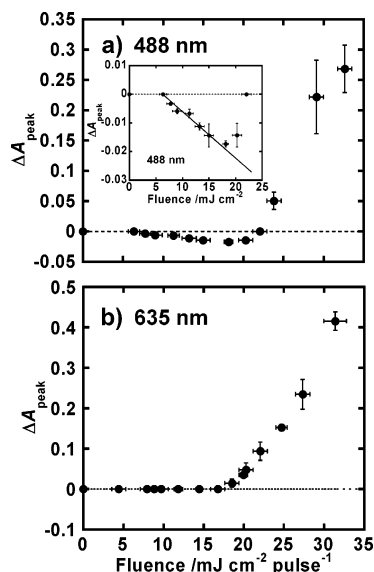 0.35
0.3
0.25
0.2
0.15
0.1
0.05
0
-0.05
ΔA peak
a) 488 nm
0.01
0
-0.01
-0.02
-0.03
ΔA peak
488 nm
0 5 10 15 20 25
Fluence /mJ cm-2
0.5
0.4
0.3
0.2
0.1
0
-0.1
ΔA peak
b) 635 nm
0 5 10 15 20 25 30 35
Fluence /mJ cm-2 pulse-1